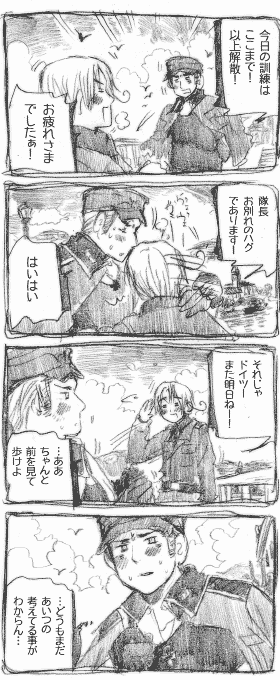 今日の訓練は
ここまで！
以上解散！
お疲れさま
でしたぁ！
隊長
お別れのハグ
であります！
はいはい
それじゃ
ドイツー
また明日ねー！
…ああ
ちゃんと
前を見て
歩けよ
…どうもまだ
あいつの
考えてる事が
わからん…